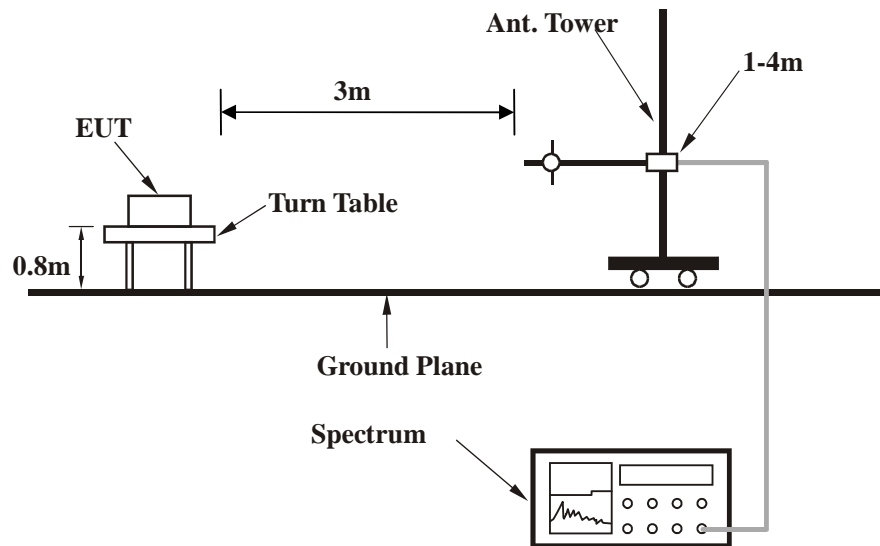 Ant. Tower
1-4m
3m
EUT
Turn Table
0.8m
Ground Plane
Spectrum